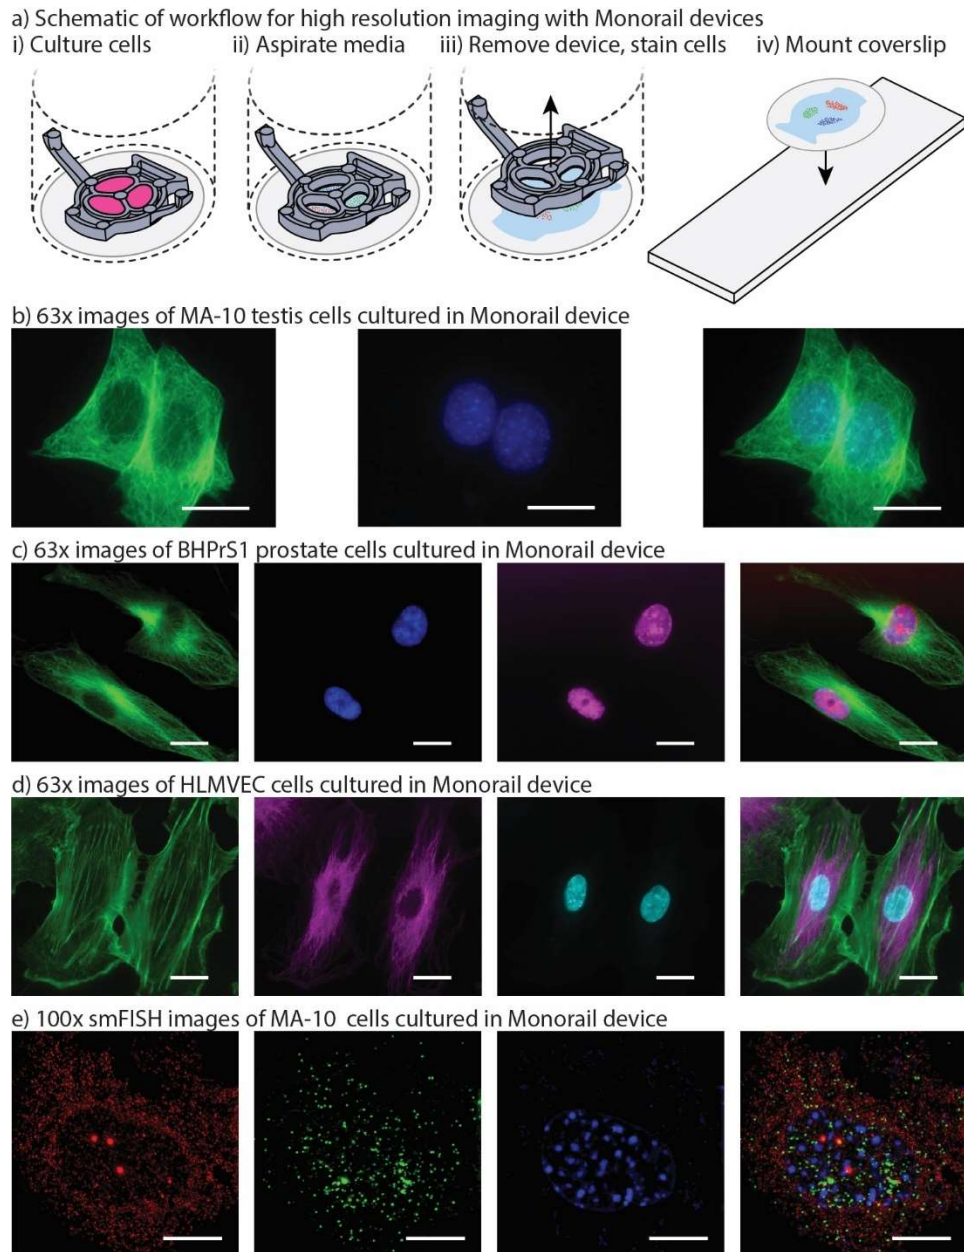 a) Schematic of workflow for high resolution imaging with Monorail devices
i) Culture cells ii) Aspirate media iii) Remove device, stain cells iv) Mount coverslip
b) 63x images of MA-10 testis cells cultured in Monorail device
c) 63x images of BHPrS1 prostate cells cultured in Monorail device
d) 63x images of HLMVEC cells cultured in Monorail device
e) 100x smFISH images of MA-10 cells cultured in Monorail device